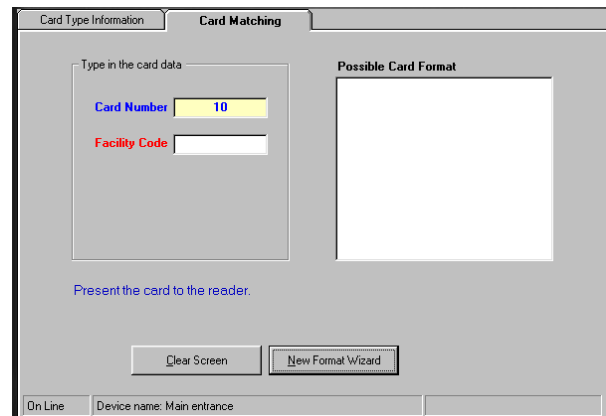 Card Type Information
Card Matching
Type in the card data
Possible Card Format
Card Number
10
Facility Code
Present the card to the reader.
Clear Screen
New Format Wizard
On Line
Device name: Main entrance